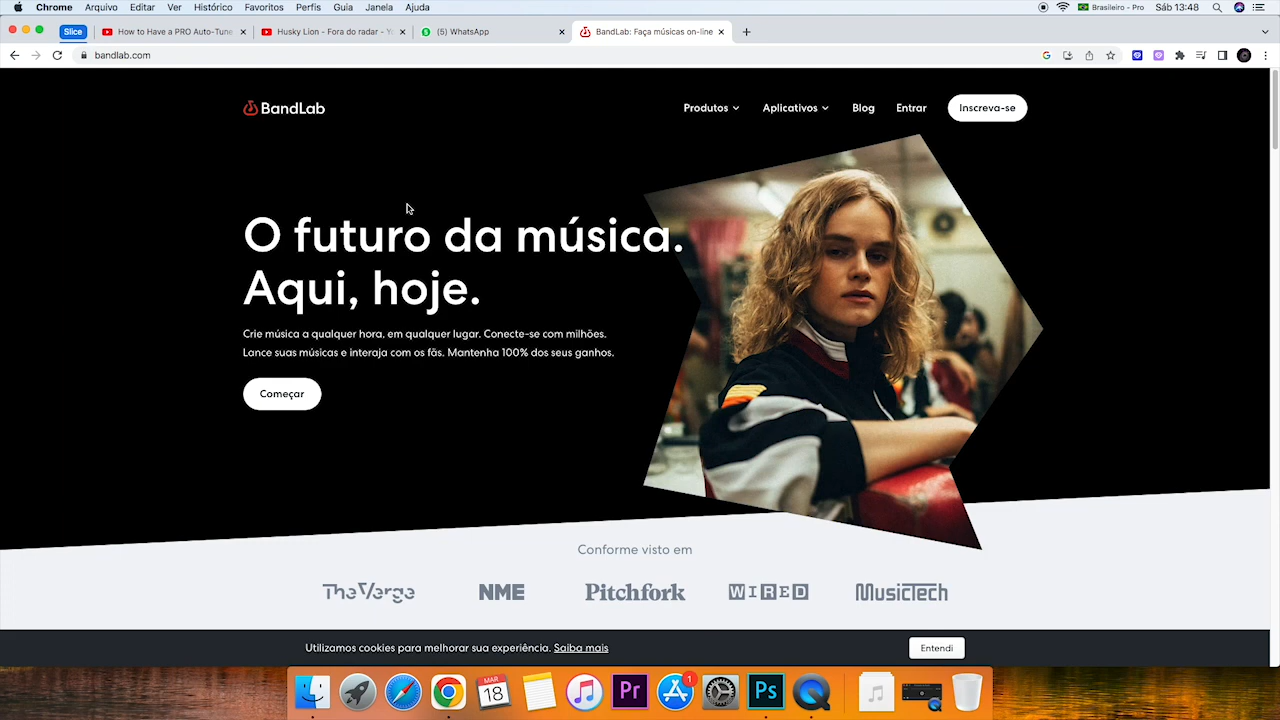 Chrome Arquivo Editar Ver Histórico Favoritos Perfis Guia Janela Ajuda
Brasileiro - Pro Sáb 13:48
Slice How to Have a PRO Auto-Tune Husky Lion - Fora do radar - Yo (5) WhatsApp BandLab: Faça músicas on-line
bandlab.com
BandLab
Produtos Aplicativos Blog Entrar Inscreva-se
O futuro da música.
Aqui, hoje.
Crie música a qualquer hora, em qualquer lugar. Conecte-se com milhões.
Lance suas músicas e interaja com os fãs. Mantenha 100% dos seus ganhos.
Começar
Conforme visto em
The Verge NME Pitchfork WIRED MusicTech
Utilizamos cookies para melhorar sua experiência. Saiba mais
Entendi
MAR
18
Pr
1
Ps